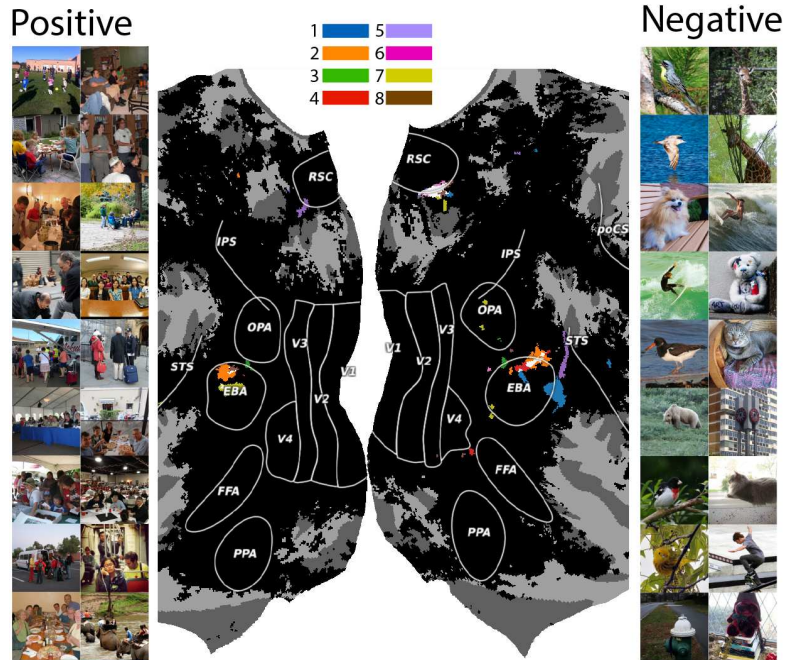 Positive
Negative
1
5
2
6
3
7
4
8
RSC
RSC
IPS
IPS
poCS
OPA
OPA
V3
V3
V1
V1
V2
V2
STS
STS
EBA
EBA
V4
V4
FFA
FFA
PPA
PPA